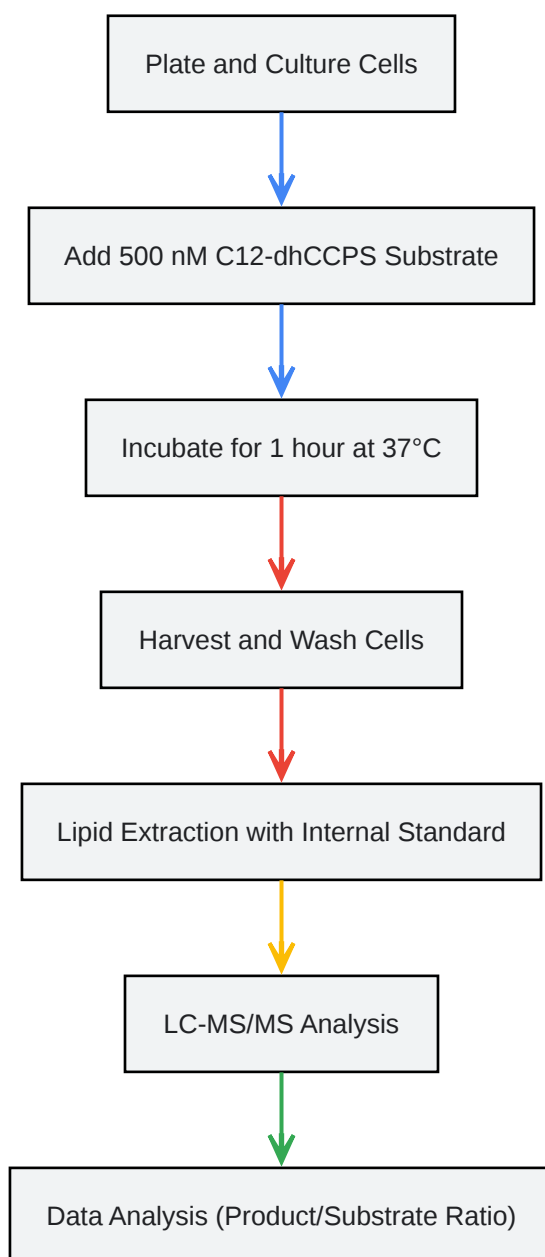 Plate and Culture Cells
Add 500 nM C12-dhCCPS Substrate
Incubate for 1 hour at 37°C
Harvest and Wash Cells
Lipid Extraction with Internal Standard
LC-MS/MS Analysis
Data Analysis (Product/Substrate Ratio)